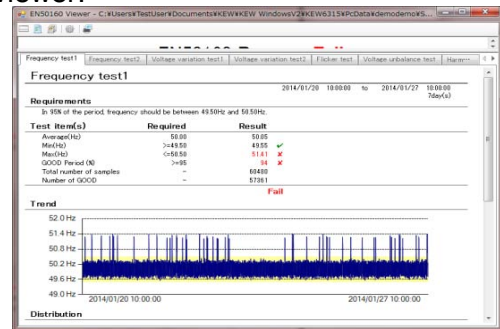 EN50160 Viewer - C:¥Users¥TestUser¥Documents¥KEW¥KEW WindowsV2¥KEW6315¥PcData¥demodemo¥S...
Frequency test1 Frequency test2 Voltage variation test1 Voltage variation test2 Flicker test Voltage unbalance test Harm...
Frequency test1
2014/01/20 10:00:00 to 2014/01/27 10:00:00
7day(s)
Requirements
In 95% of the period, frequency should be between 49.50Hz and 50.50Hz.
Test item(s) Required Result
Average(Hz) 50.00 50.05
Min(Hz) >=49.50 49.55 ✔
Max(Hz) <=50.50 51.41 ✘
GOOD Period (%) >=95 94 ✘
Total number of samples - 60480
Number of GOOD - 57361
Fail
Trend
52.0 Hz
51.4 Hz
50.8 Hz
50.2 Hz
49.6 Hz
49.0 Hz
2014/01/20 10:00:00 2014/01/27 10:00:00
Distribution